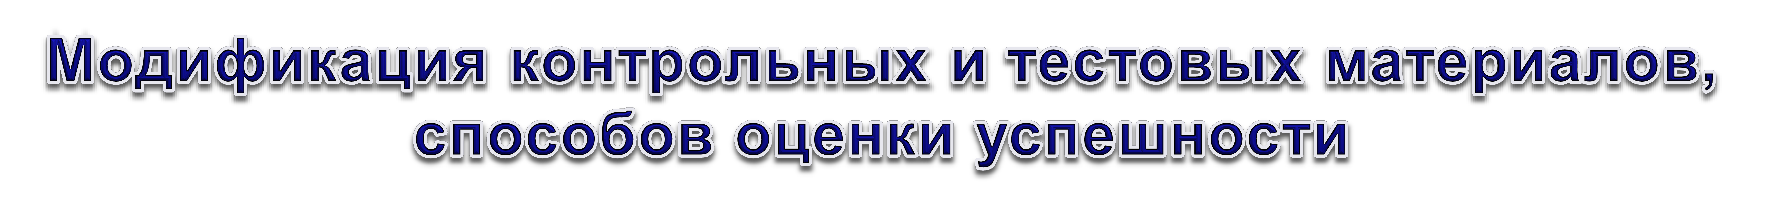 Модификация контрольных и тестовых материалов,
способов оценки успешности